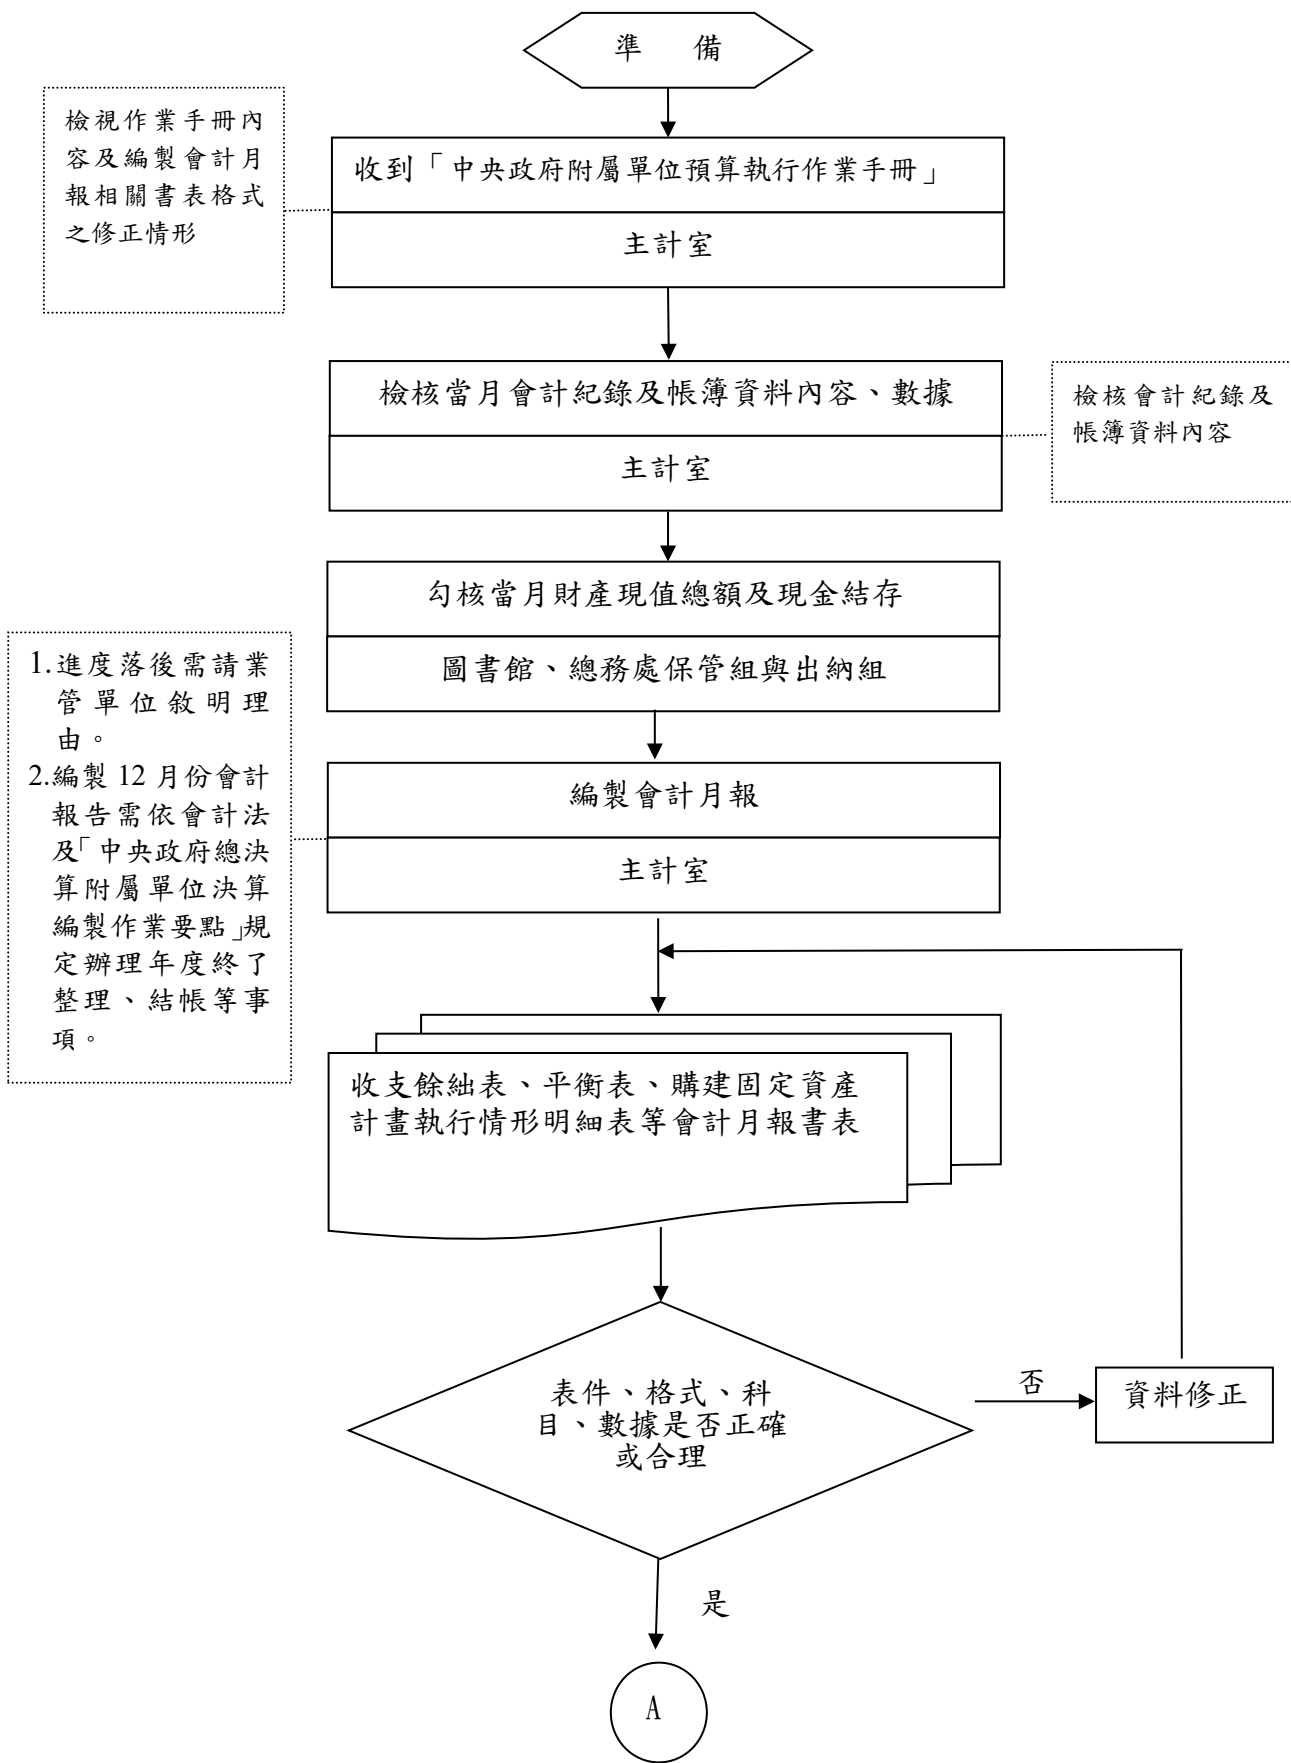 準　備
檢視作業手冊內
容及編製會計月
報相關書表格式
之修正情形
收到「中央政府附屬單位預算執行作業手冊」
主計室
檢核當月會計紀錄及帳簿資料內容、數據
主計室
檢核會計紀錄及
帳簿資料內容
勾核當月財產現值總額及現金結存
圖書館、總務處保管組與出納組
1.進度落後需請業
管單位敘明理
由。
2.編製 12 月份會計
報告需依會計法
及「中央政府總決
算附屬單位決算
編製作業要點」規
定辦理年度終了
整理、結帳等事
項。
編製會計月報
主計室
收支餘絀表、平衡表、購建固定資產
計畫執行情形明細表等會計月報書表
表件、格式、科
目、數據是否正確
或合理
否
資料修正
是
A